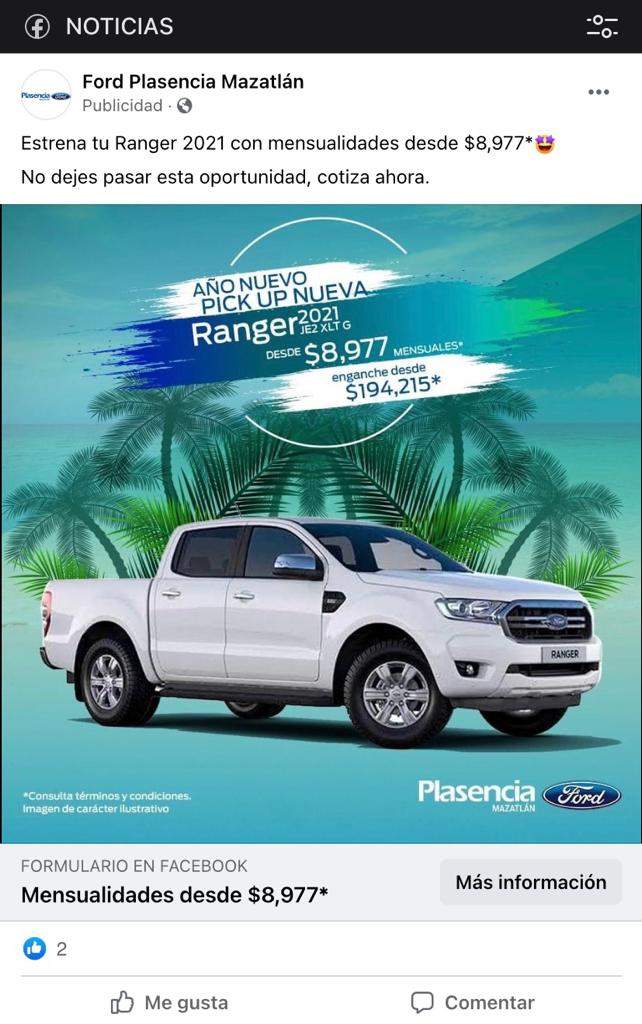 NOTICIAS
Ford Plasencia Mazatlán
Plasencia Ford
Publicidad ·
Estrena tu Ranger 2021 con mensualidades desde $8,977*🤩
No dejes pasar esta oportunidad, cotiza ahora.
AÑO NUEVO
PICK UP NUEVA
Ranger 2021
JE2 XLT G
DESDE $8,977 MENSUALES*
enganche desde
$194,215*
Ford
RANGER
*Consulta términos y condiciones.
Imagen de carácter ilustrativo
Plasencia Ford
MAZATLÁN
FORMULARIO EN FACEBOOK
Mensualidades desde $8,977*
Más información
2
Me gusta
Comentar